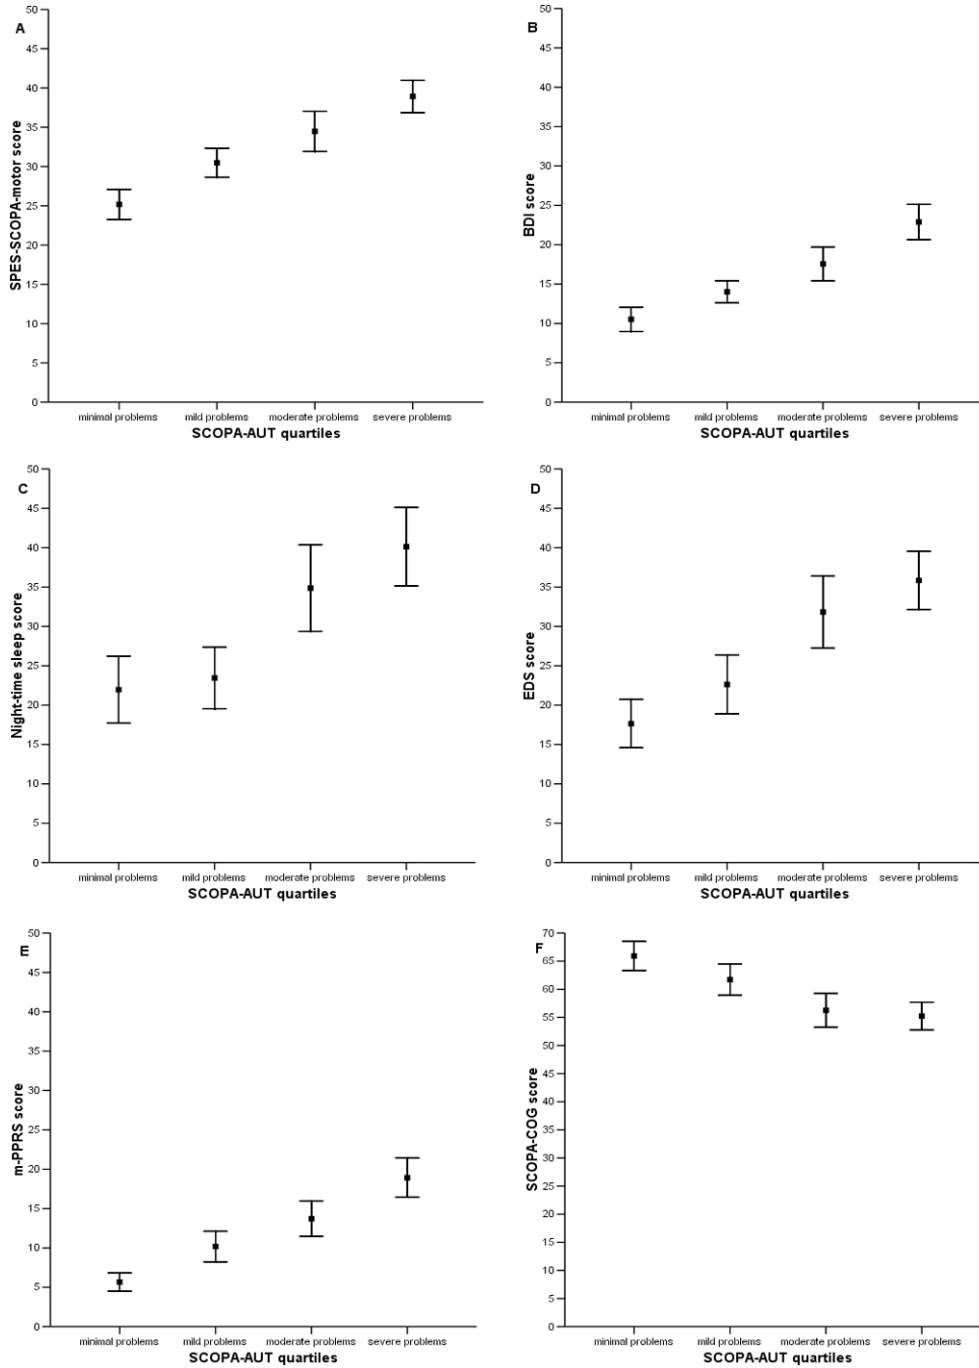 A
SPES-SCOPA-motor score
50
45
40
35
30
25
20
15
10
5
0
minimal problems
mild problems
moderate problems
severe problems
SCOPA-AUT quartiles
B
BDI score
50
45
40
35
30
25
20
15
10
5
0
minimal problems
mild problems
moderate problems
severe problems
SCOPA-AUT quartiles
C
Night-time sleep score
50
45
40
35
30
25
20
15
10
5
0
minimal problems
mild problems
moderate problems
severe problems
SCOPA-AUT quartiles
D
EDS score
50
45
40
35
30
25
20
15
10
5
0
minimal problems
mild problems
moderate problems
severe problems
SCOPA-AUT quartiles
E
m-PPRS score
50
45
40
35
30
25
20
15
10
5
0
minimal problems
mild problems
moderate problems
severe problems
SCOPA-AUT quartiles
F
SCOPA-COG score
70
65
60
55
50
45
40
35
30
25
20
15
10
5
0
minimal problems
mild problems
moderate problems
severe problems
SCOPA-AUT quartiles